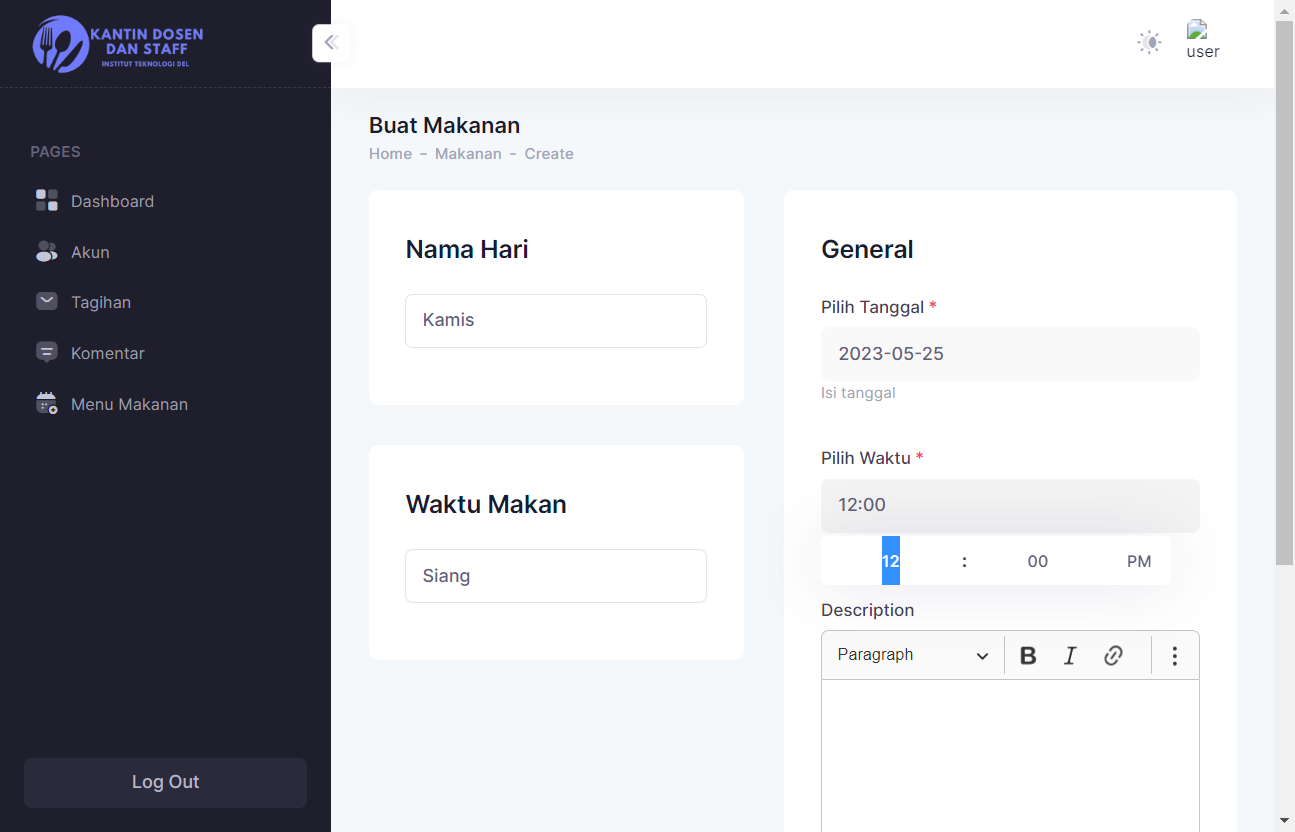 KANTIN DOSEN
DAN STAFF
INSTITUT TEKNOLOGI DEL
PAGES
Dashboard
Akun
Tagihan
Komentar
Menu Makanan
Log Out
user
Buat Makanan
Home - Makanan - Create
Nama Hari
Kamis
Waktu Makan
Siang
General
Pilih Tanggal *
2023-05-25
Isi tanggal
Pilih Waktu *
12:00
12 : 00 PM
Description
Paragraph B I